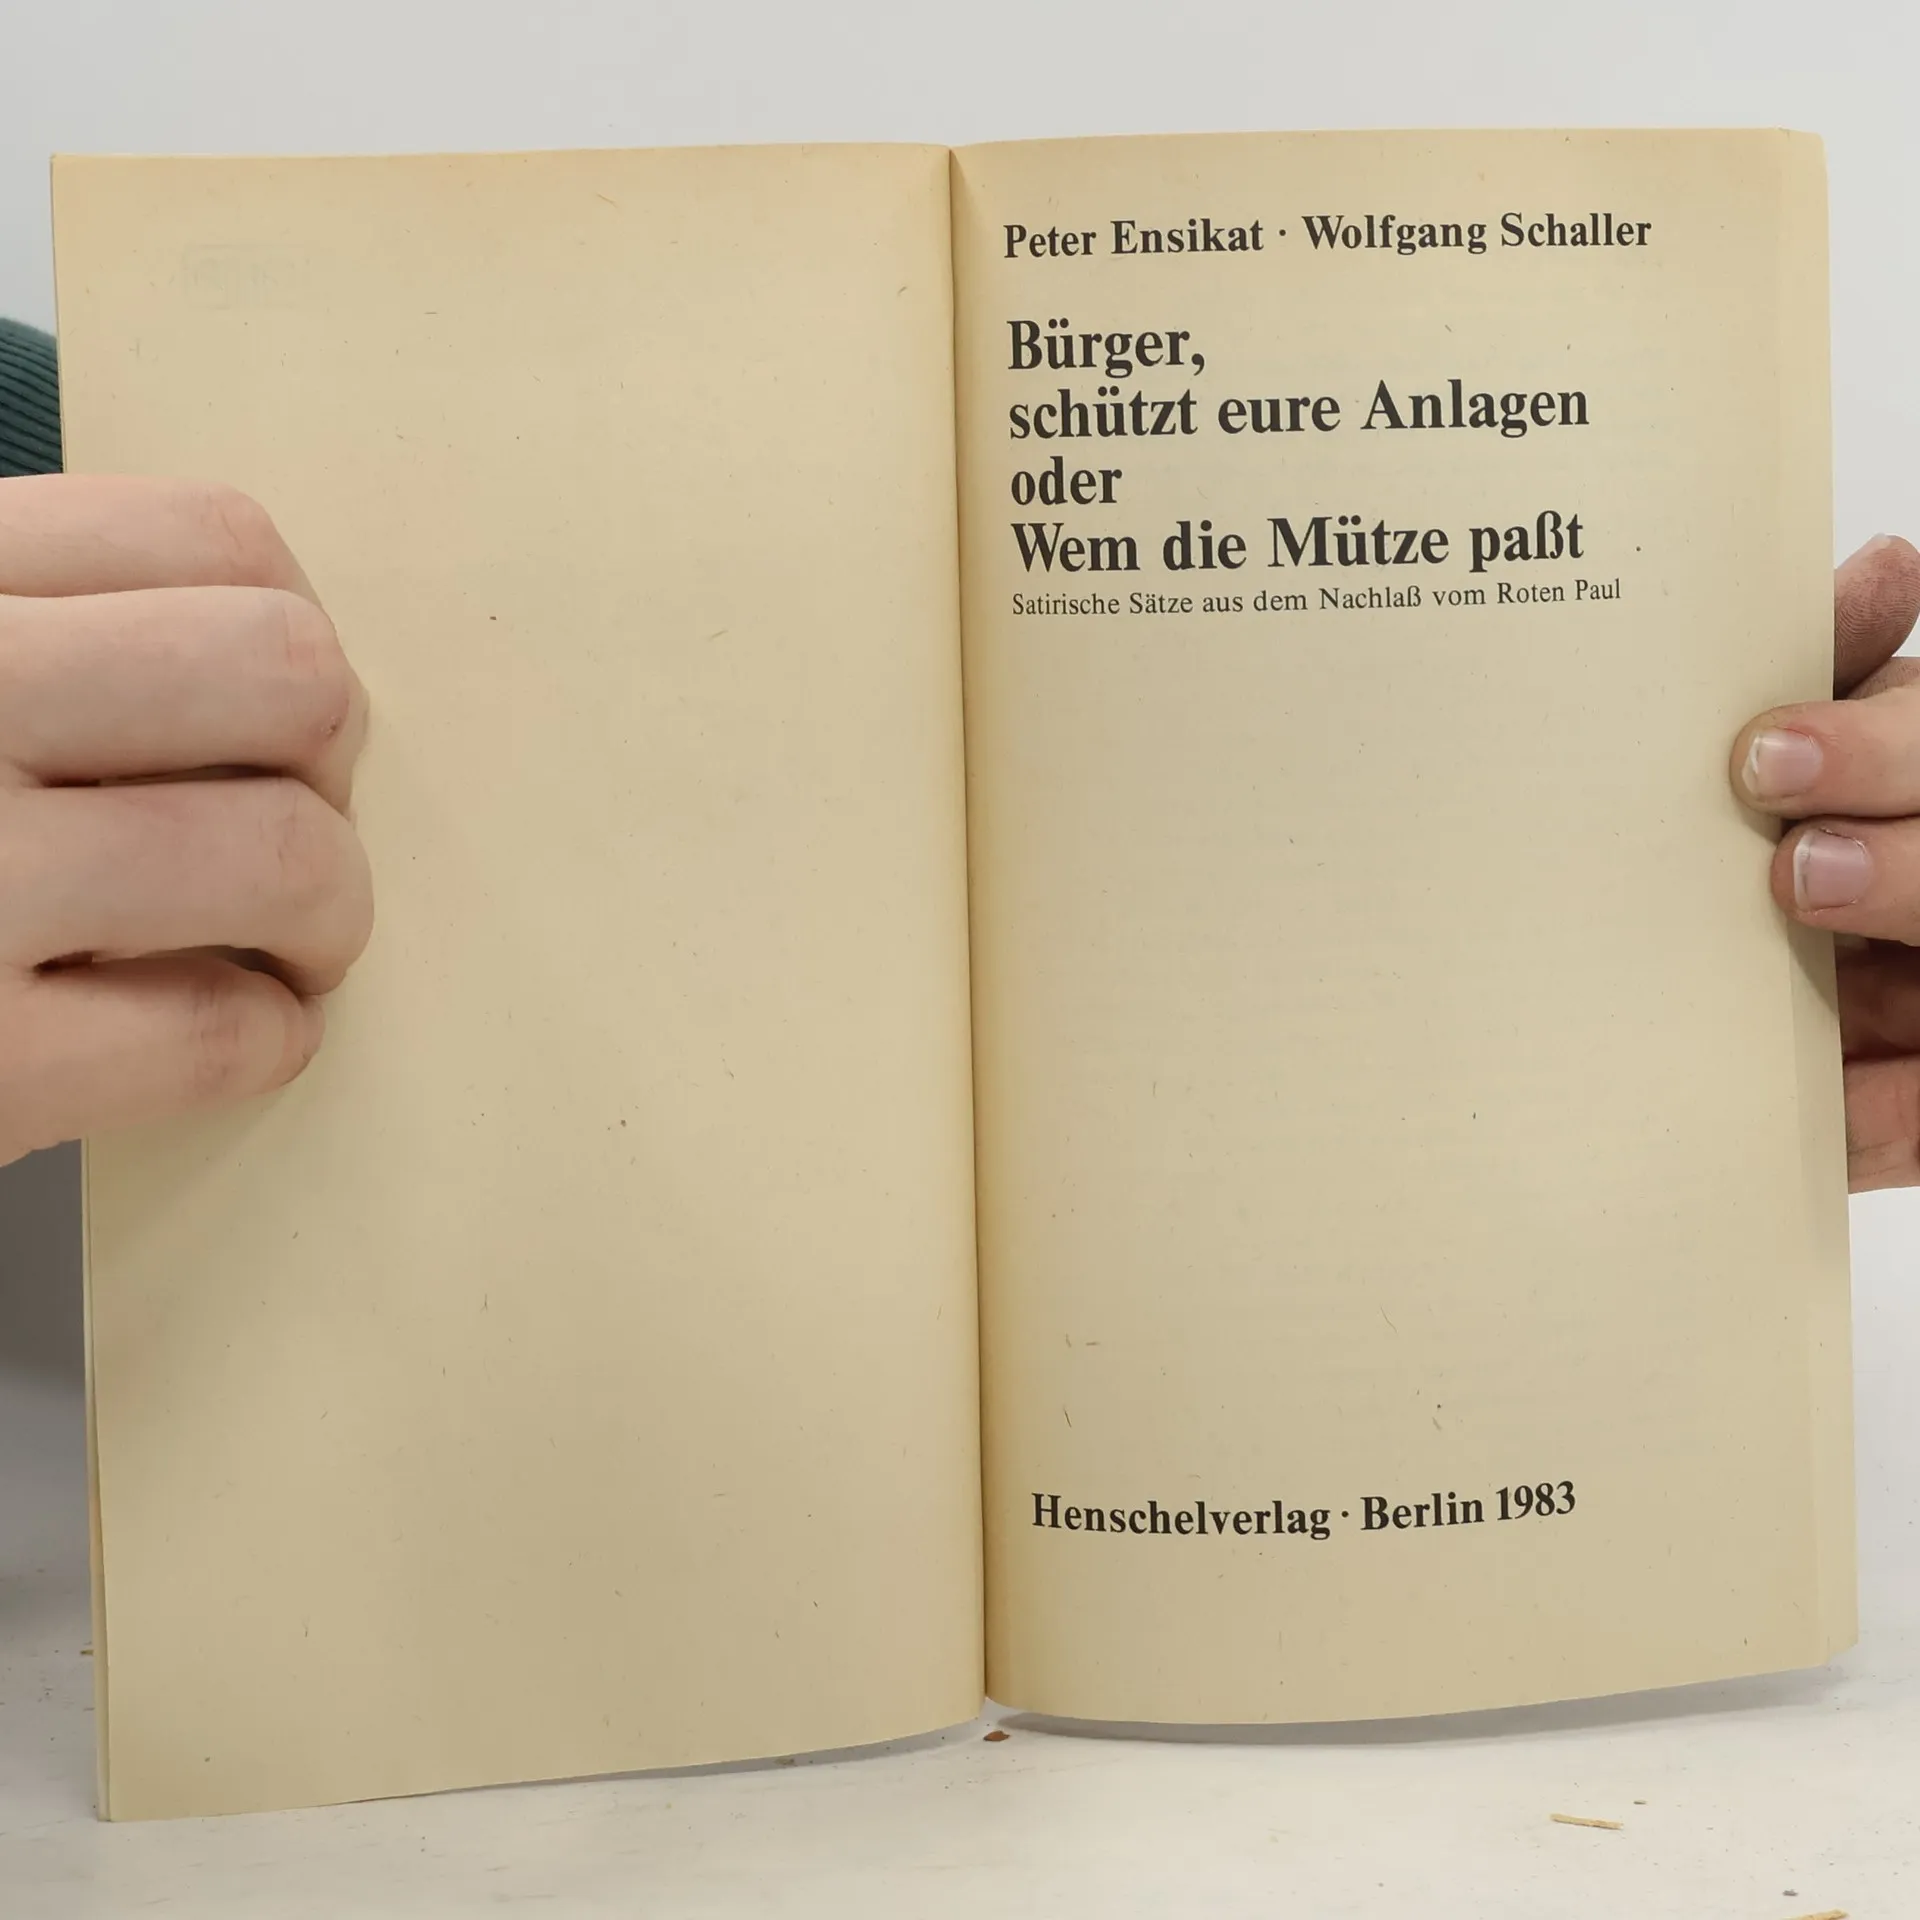 Peter Ensikat · Wolfgang Schaller
Bürger,
schützt eure Anlagen
oder
Wem die Mütze paßt
Satirische Sätze aus dem Nachlaß vom Roten Paul
Henschelverlag · Berlin 1983